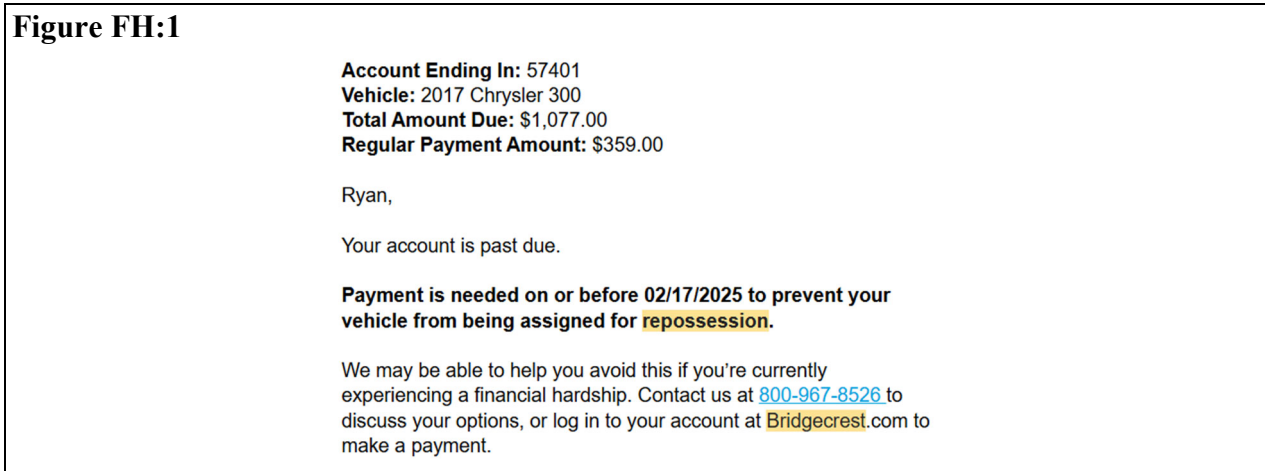 Figure FH:1
Account Ending In: 57401
Vehicle: 2017 Chrysler 300
Total Amount Due: $1,077.00
Regular Payment Amount: $359.00
Ryan,
Your account is past due.
Payment is needed on or before 02/17/2025 to prevent your
vehicle from being assigned for repossession.
We may be able to help you avoid this if you’re currently
experiencing a financial hardship. Contact us at 800-967-8526 to
discuss your options, or log in to your account at Bridgecrest.com to
make a payment.